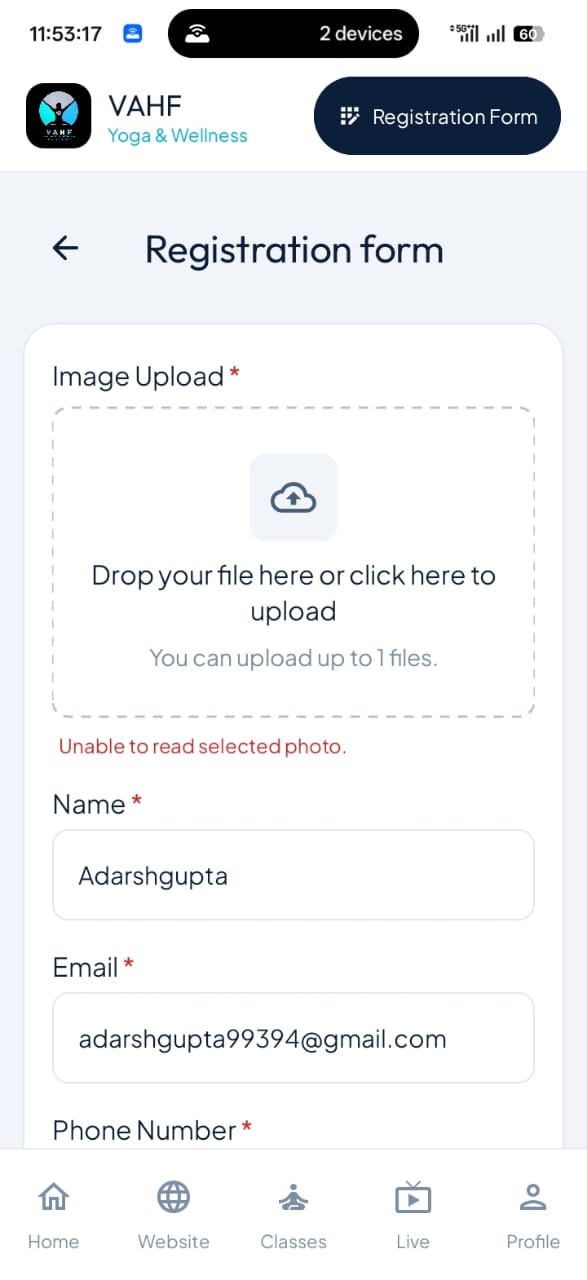 11:53:17
2 devices
5G++
60
VAHF
VAHF
Yoga & Wellness
Registration Form
Registration form
Image Upload *
Drop your file here or click here to
upload
You can upload up to 1 files.
Unable to read selected photo.
Name *
Adarshgupta
Email *
adarshgupta99394@gmail.com
Phone Number *
Home
Website
Classes
Live
Profile